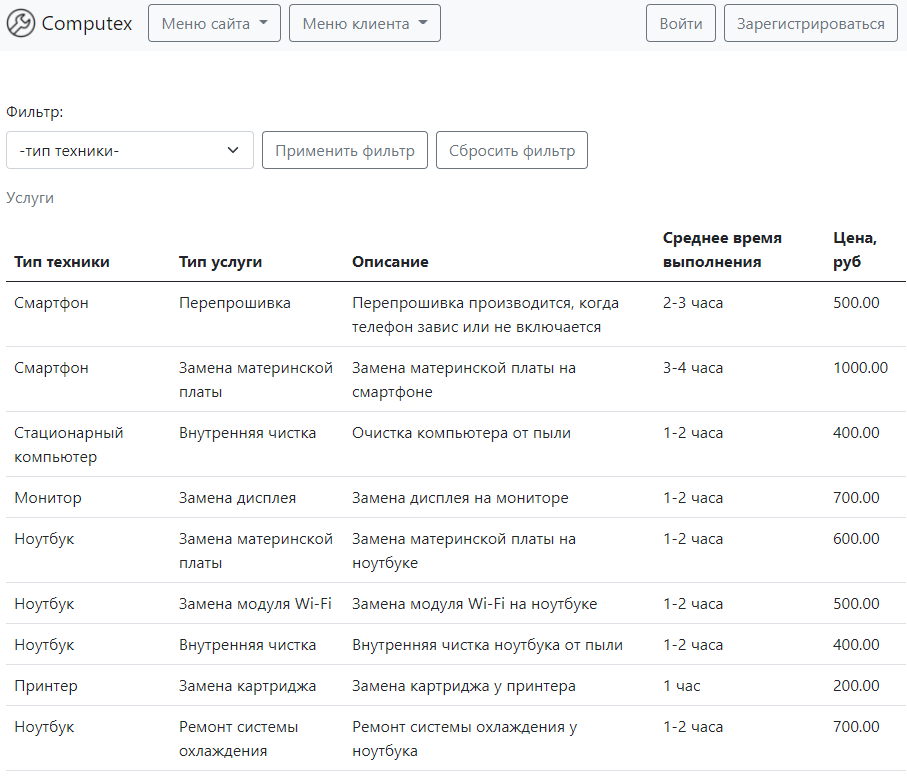 Computex Меню сайта Меню клиента Войти Зарегистрироваться
Фильтр:
-тип техники- Применить фильтр Сбросить фильтр
Услуги
Тип техники Тип услуги Описание Среднее время выполнения Цена, руб
Смартфон Перепрошивка Перепрошивка производится, когда 2-3 часа 500.00
телефон завис или не включается
Смартфон Замена материнской Замена материнской платы на 3-4 часа 1000.00
платы смартфоне
Стационарный Внутренняя чистка Очистка компьютера от пыли 1-2 часа 400.00
компьютер
Монитор Замена дисплея Замена дисплея на мониторе 1-2 часа 700.00
Ноутбук Замена материнской Замена материнской платы на 1-2 часа 600.00
платы ноутбуке
Ноутбук Замена модуля Wi-Fi Замена модуля Wi-Fi на ноутбуке 1-2 часа 500.00
Ноутбук Внутренняя чистка Внутренняя чистка ноутбука от пыли 1-2 часа 400.00
Принтер Замена картриджа Замена картриджа у принтера 1 час 200.00
Ноутбук Ремонт системы Ремонт системы охлаждения у 1-2 часа 700.00
охлаждения ноутбука